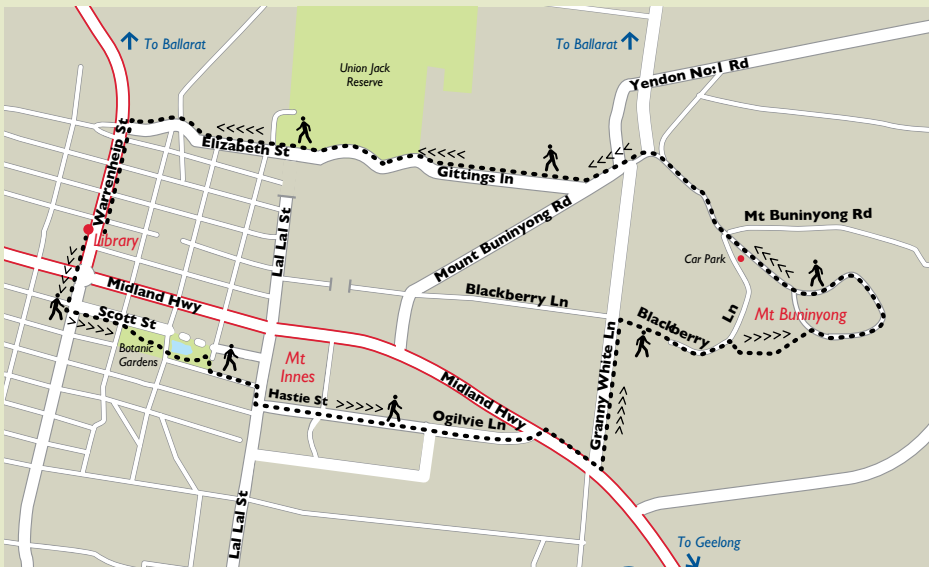 To Ballarat
To Ballarat
Union Jack
Reserve
Yendon No:1 Rd
<<<<<
Elizabeth St
<<<<<
<<<<<
Gittings ln
Warrenheip St
Library
Lal Lal St
Mount Buninyong Rd
Mt Buninyong Rd
Car Park
<<<<<
Midland Hwy
Blackberry Ln
Blackberry Ln
Mt Buninyong
>>>>>
<<<<<
>>>>>
Scott St
Botanic
Gardens
Mt
Innes
Hastie St
>>>>>
Ogilvie Ln
Midland Hwy
Granny White Ln
>>>>>
Lal Lal St
To Geelong